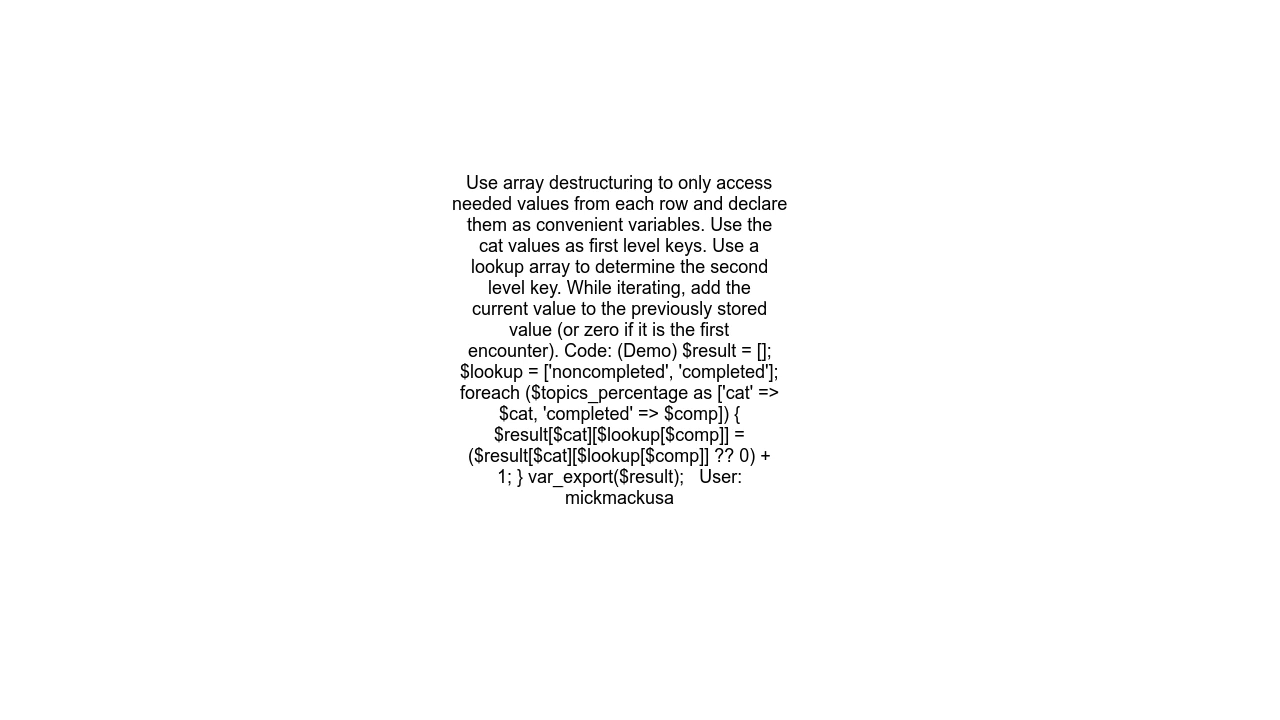 Use array destructuring to only access
needed values from each row and declare
them as convenient variables. Use the
cat values as first level keys. Use a
lookup array to determine the second
level key. While iterating, add the
current value to the previously stored
value (or zero if it is the first
encounter). Code: (Demo) $result = [];
$lookup = ['noncompleted', 'completed'];
foreach ($topics_percentage as ['cat' =>
$cat, 'completed' => $comp]) {
$result[$cat][$lookup[$comp]] =
($result[$cat][$lookup[$comp]] ?? 0) +
1; } var_export($result);   User:
mickmackusa